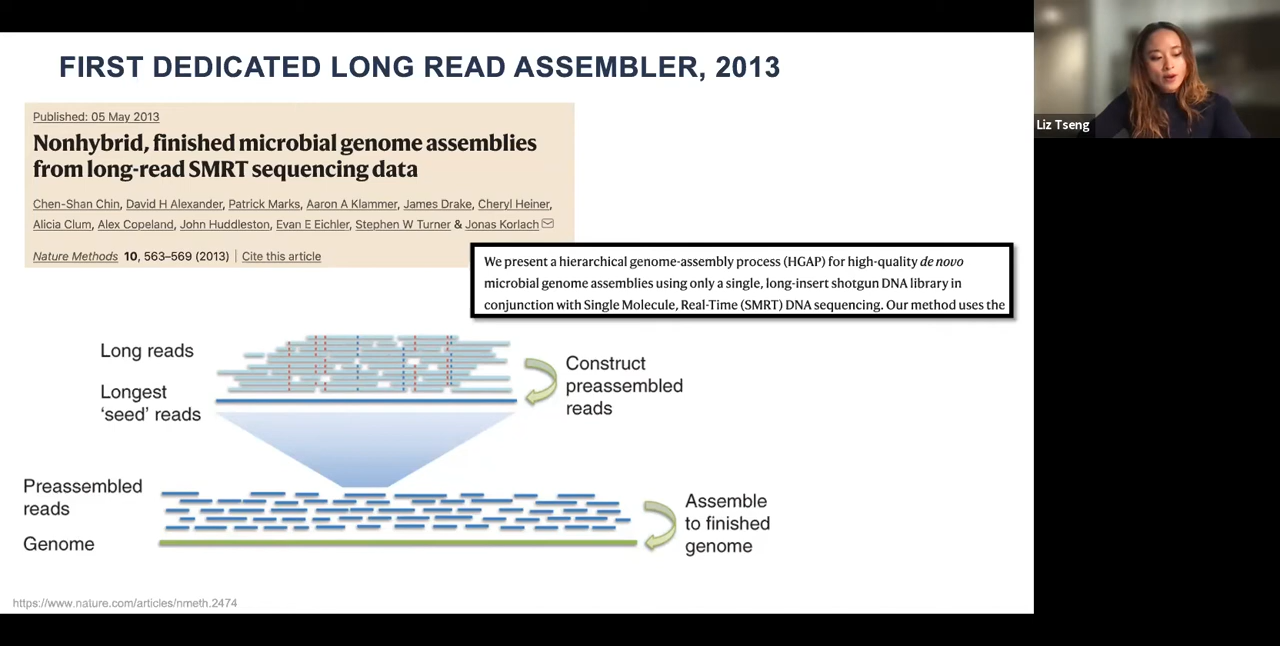 FIRST DEDICATED LONG READ ASSEMBLER, 2013
Published: 05 May 2013
Nonhybrid, finished microbial genome assemblies
from long-read SMRT sequencing data
Chen-Shan Chin, David H Alexander, Patrick Marks, Aaron A Klammer, James Drake, Cheryl Heiner,
Alicia Clum, Alex Copeland, John Huddleston, Evan E Eichler, Stephen W Turner & Jonas Korlach
Nature Methods 10, 563–569 (2013) | Cite this article
We present a hierarchical genome-assembly process (HGAP) for high-quality de novo
microbial genome assemblies using only a single, long-insert shotgun DNA library in
conjunction with Single Molecule, Real-Time (SMRT) DNA sequencing. Our method uses the
Long reads
Longest
‘seed’ reads
Construct
preassembled
reads
Preassembled
reads
Genome
Assemble
to finished
genome
https://www.nature.com/articles/nmeth.2474
Liz Tseng